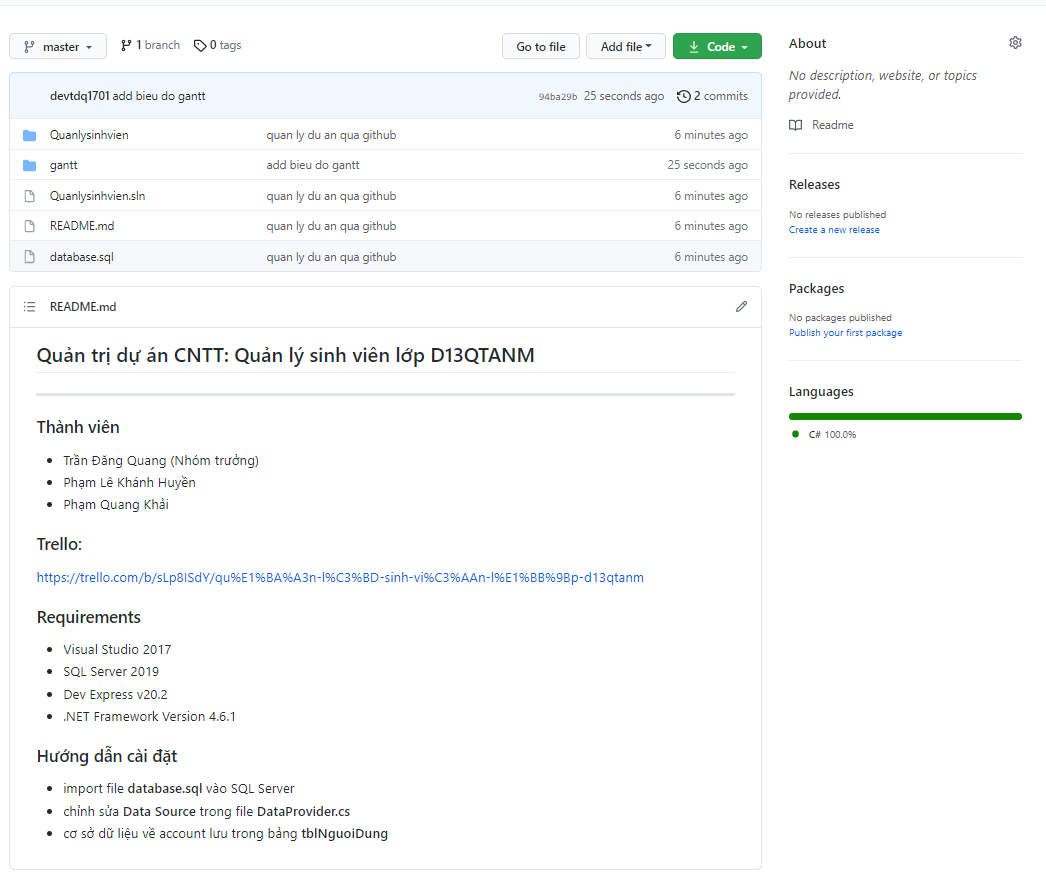 master
1 branch
0 tags
Go to file
Add file
Code
devtdq1701 add bieu do gantt
94ba29b 25 seconds ago 2 commits
Quanlysinhvien quan ly du an qua github 6 minutes ago
gantt add bieu do gantt 25 seconds ago
Quanlysinhvien.sln quan ly du an qua github 6 minutes ago
README.md quan ly du an qua github 6 minutes ago
database.sql quan ly du an qua github 6 minutes ago
README.md
Quản trị dự án CNTT: Quản lý sinh viên lớp D13QTANM
Thành viên
Trần Đăng Quang (Nhóm trưởng)
Phạm Lê Khánh Huyền
Phạm Quang Khải
Trello:
https://trello.com/b/sLp8ISdY/qu%E1%BA%A3n-l%C3%BD-sinh-vi%C3%AAn-l%E1%BB%9Bp-d13qtanm
Requirements
Visual Studio 2017
SQL Server 2019
Dev Express v20.2
.NET Framework Version 4.6.1
Hướng dẫn cài đặt
import file database.sql vào SQL Server
chỉnh sửa Data Source trong file DataProvider.cs
cơ sở dữ liệu về account lưu trong bảng tblNguoiDung
About
No description, website, or topics
provided.
Readme
Releases
No releases published
Create a new release
Packages
No packages published
Publish your first package
Languages
C# 100.0%